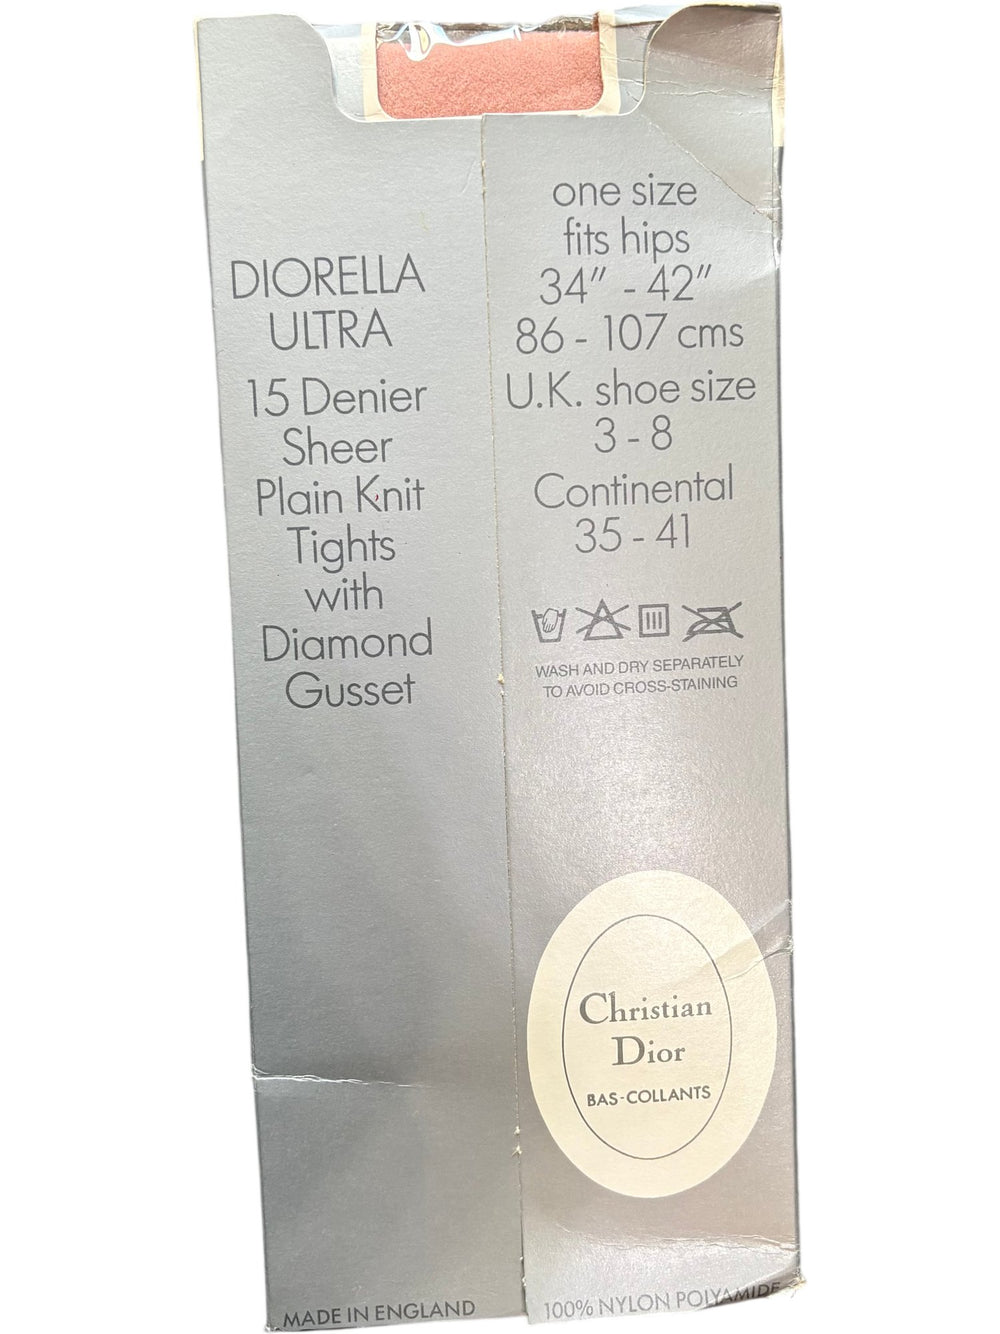 DIORELLA
ULTRA
15 Denier
Sheer
Plain Knit
Tights
with
Diamond
Gusset
MADE IN ENGLAND
one size
fits hips
34" - 42"
86 - 107 cms
U.K. shoe size
3 - 8
Continental
35 - 41
WASH AND DRY SEPARATELY
TO AVOID CROSS-STAINING
Christian
Dior
BAS-COLLANTS
100% NYLON POLYAMIDE